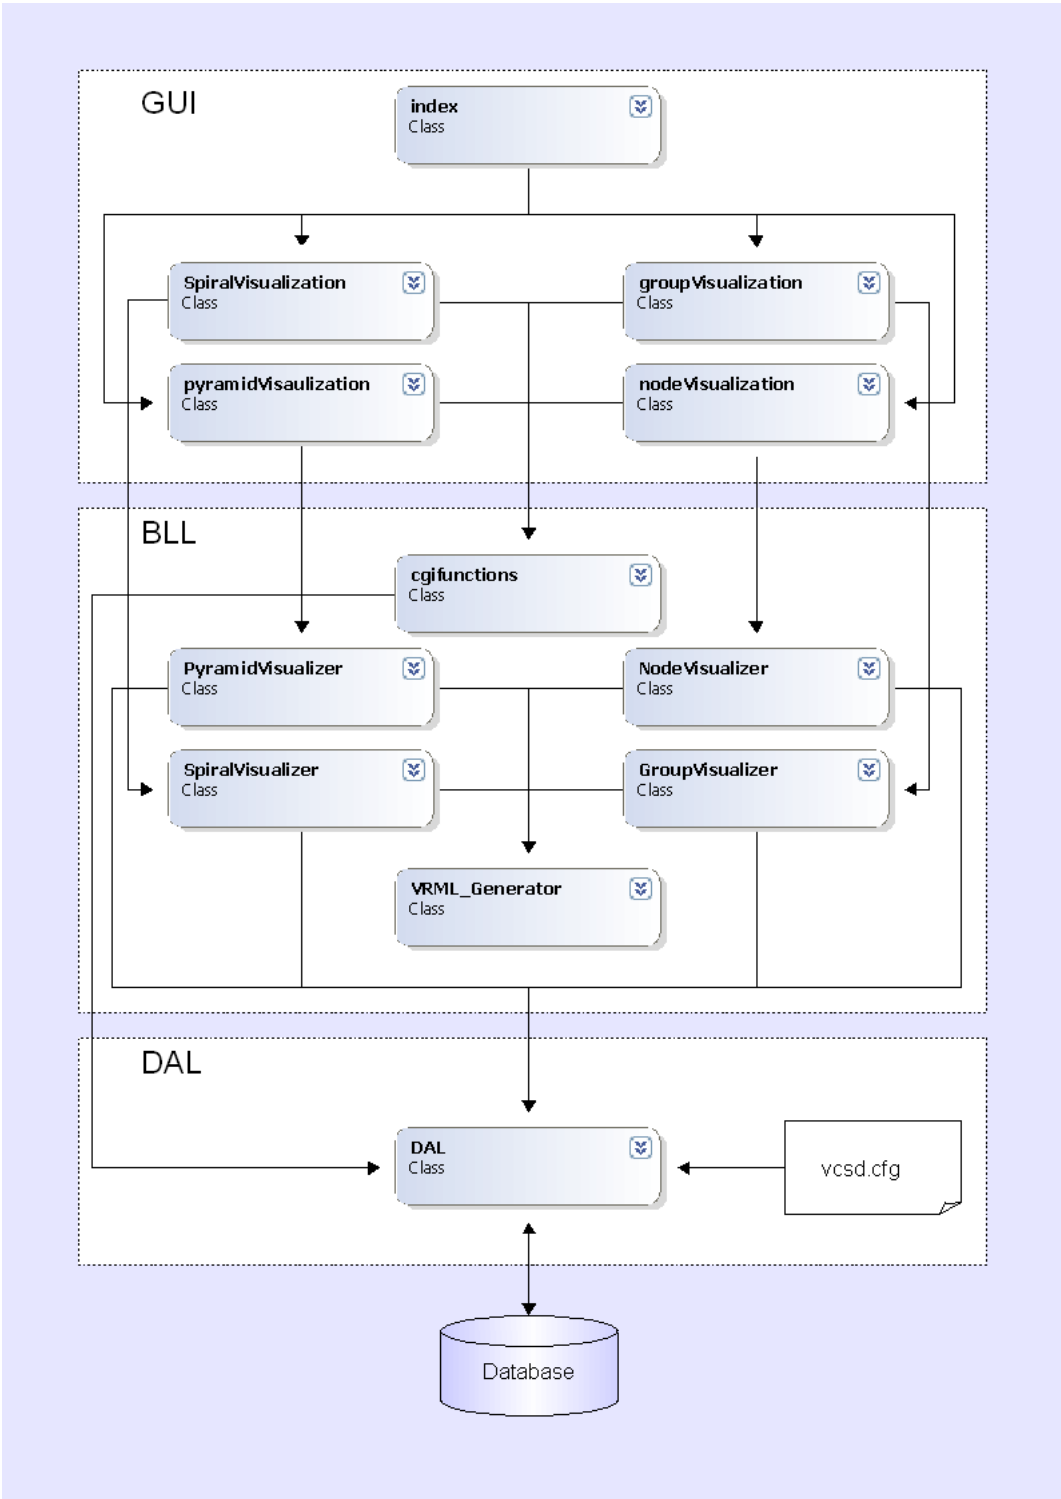 GUI
index
Class
SpiralVisualization
Class
groupVisualization
Class
pyramidVisaulization
Class
nodeVisualization
Class
BLL
cgifunctions
Class
PyramidVisualizer
Class
NodeVisualizer
Class
SpiralVisualizer
Class
GroupVisualizer
Class
VRML_Generator
Class
DAL
DAL
Class
vcsd.cfg
Database